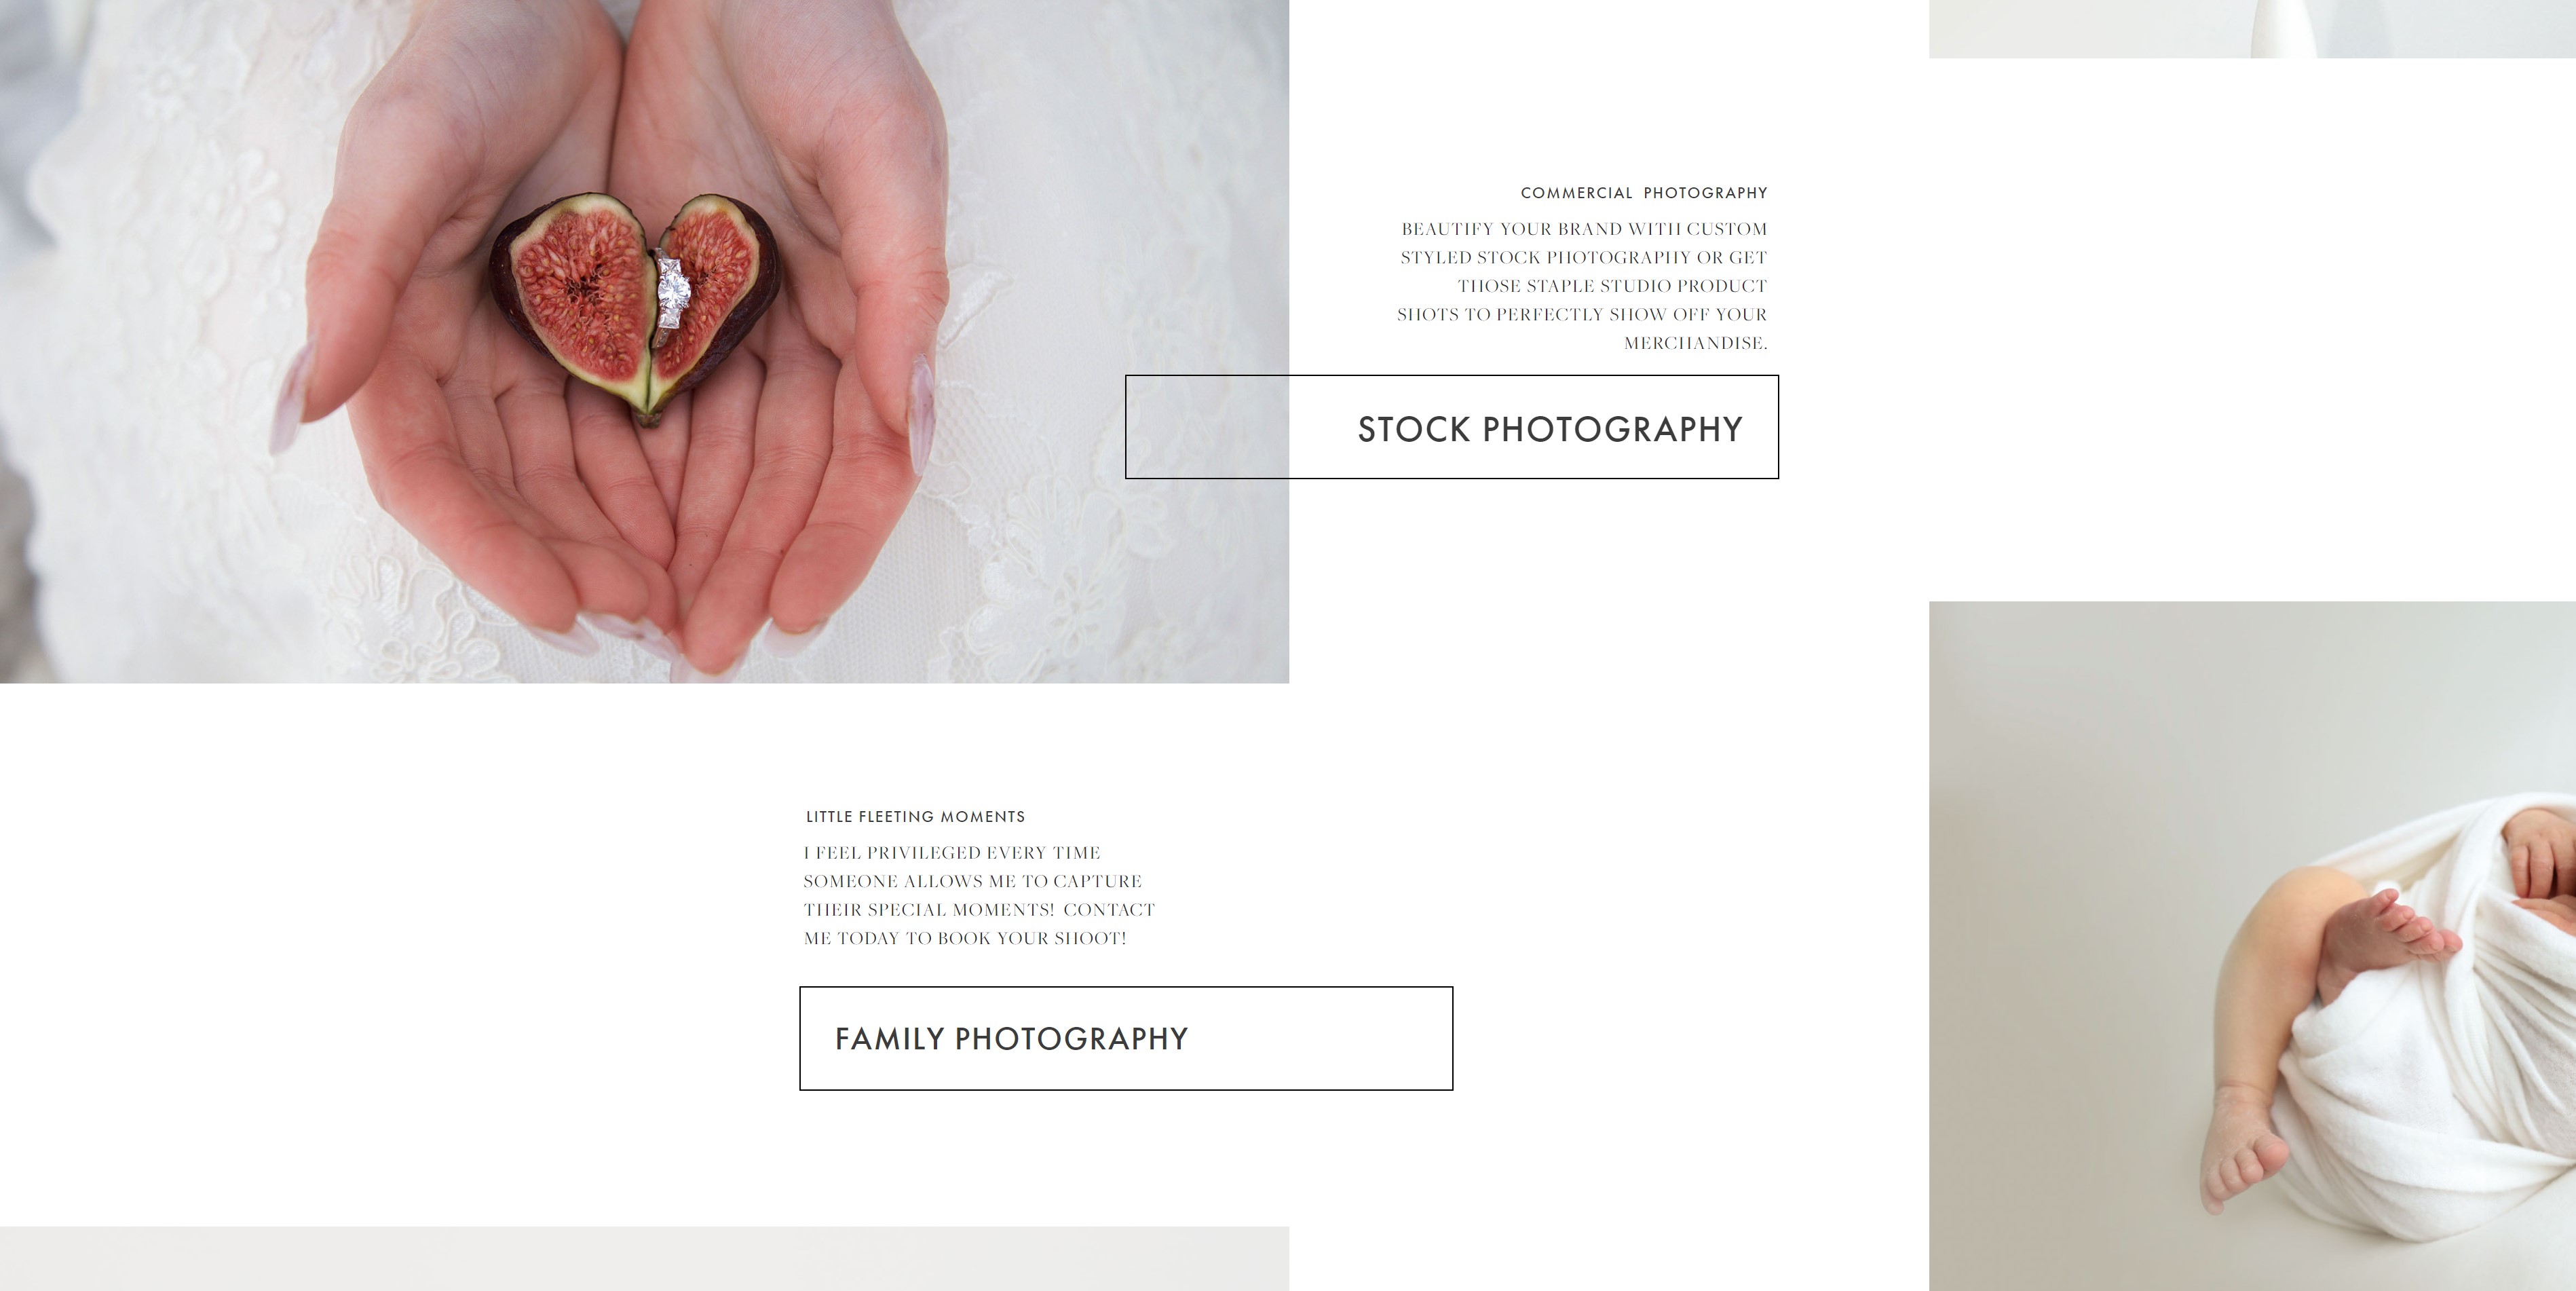 COMMERCIAL PHOTOGRAPHY
BEAUTIFY YOUR BRAND WITH CUSTOM
STYLED STOCK PHOTOGRAPHY OR GET
THOSE STAPLE STUDIO PRODUCT
SHOTS TO PERFECTLY SHOW OFF YOUR
MERCHANDISE.
STOCK PHOTOGRAPHY
LITTLE FLEETING MOMENTS
I FEEL PRIVILEGED EVERY TIME
SOMEONE ALLOWS ME TO CAPTURE
THEIR SPECIAL MOMENTS! CONTACT
ME TODAY TO BOOK YOUR SHOOT!
FAMILY PHOTOGRAPHY